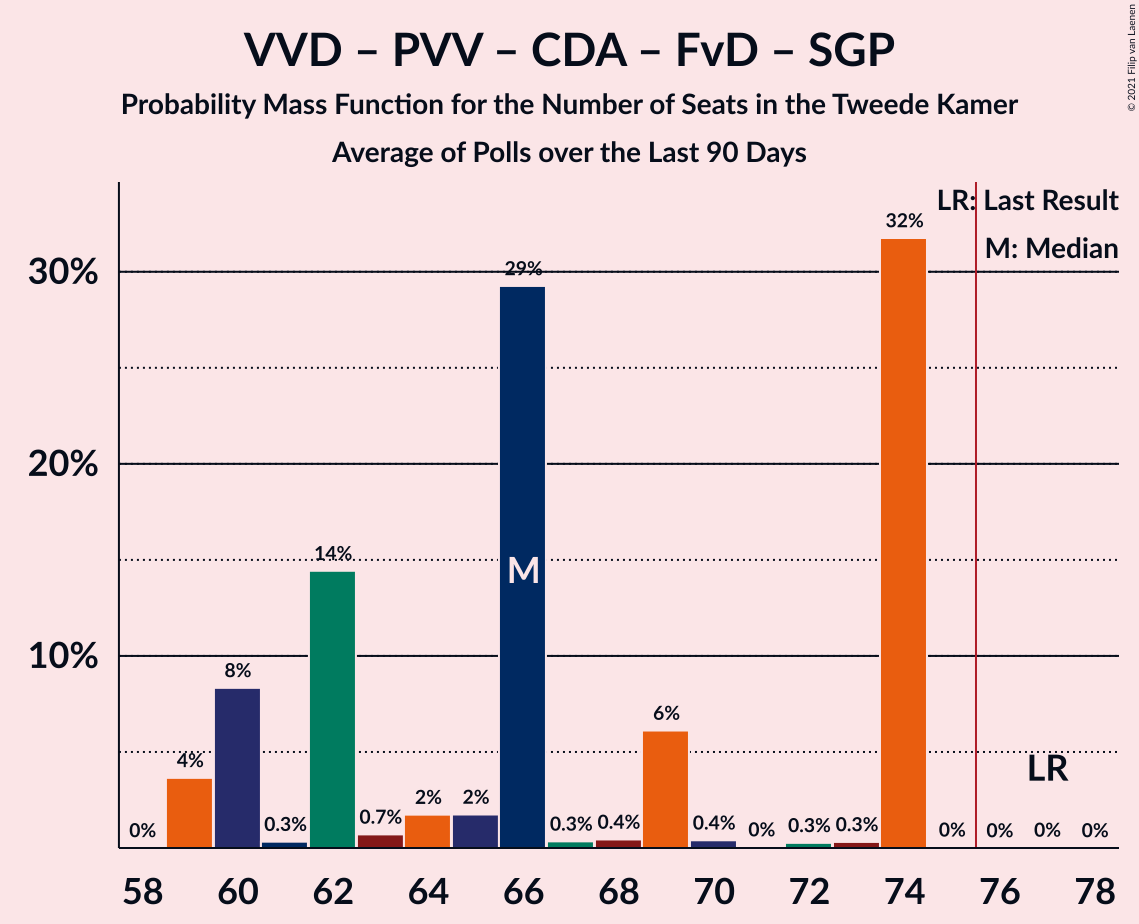 VVD – PVV – CDA – FvD – SGP
Probability Mass Function for the Number of Seats in the Tweede Kamer
Average of Polls over the Last 90 Days
© 2021 Filip van Laenen
LR: Last Result
M: Median
30%
20%
10%
0%
4%
8%
0.3%
14%
0.7%
2%
2%
29%
M
0.3%
0.4%
6%
0.4%
0%
0.3%
0.3%
32%
0%
0%
0%
0%
LR
58 60 62 64 66 68 70 72 74 76 78